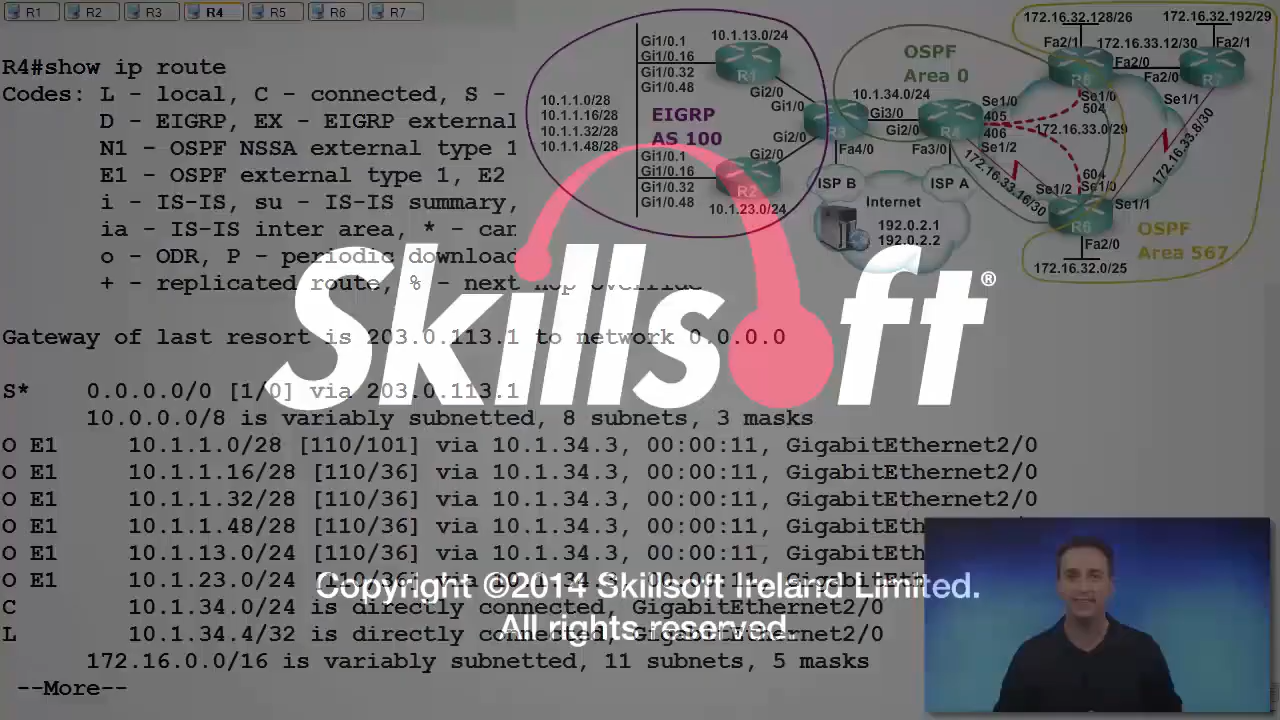 R1 R2 R3 R4 R5 R6 R7
R4#show ip route
Codes: L - local, C - connected, S -
D - EIGRP, EX - EIGRP external
N1 - OSPF NSSA external type 1
E1 - OSPF external type 1, E2
i - IS-IS, su - IS-IS summary,
ia - IS-IS inter area, * - can
o - ODR, P - periodic download
+ - replicated route, % - next hop override
Gateway of last resort is 203.0.113.1 to network 0.0.0.0
S* 0.0.0.0/0 [1/0] via 203.0.113.1
10.0.0.0/8 is variably subnetted, 8 subnets, 3 masks
O E1 10.1.1.0/28 [110/101] via 10.1.34.3, 00:00:11, GigabitEthernet2/0
O E1 10.1.1.16/28 [110/36] via 10.1.34.3, 00:00:11, GigabitEthernet2/0
O E1 10.1.1.32/28 [110/36] via 10.1.34.3, 00:00:11, GigabitEthernet2/0
O E1 10.1.1.48/28 [110/36] via 10.1.34.3, 00:00:11, GigabitEth
O E1 10.1.13.0/24 [110/36] via 10.1.34.3, 00:00:11, GigabitEth
O E1 10.1.23.0/24 [110/36] via 10.1.34.3, 00:00:11, GigabitEth
C 10.1.34.0/24 is directly connected, GigabitEthernet2/0
L 10.1.34.4/32 is directly connected, GigabitEthernet2/0
172.16.0.0/16 is variably subnetted, 11 subnets, 5 masks
--More--
Gi1/0.1
Gi1/0.16
Gi1/0.32
Gi1/0.48
10.1.13.0/24
R1
Gi2/0
Gi1/0
10.1.1.0/28
10.1.1.16/28
10.1.1.32/28
10.1.1.48/28
EIGRP
AS 100
Gi1/0.1
Gi1/0.16
Gi1/0.32
Gi1/0.48
Gi2/0
Gi2/0
R2
10.1.23.0/24
R3
OSPF
Area 0
10.1.34.0/24
Gi3/0
Gi2/0
R4
Fa4/0
Fa3/0
ISP B
ISP A
Internet
192.0.2.1
192.0.2.2
Se1/0
405
406
Se1/2
172.16.33.0/29
172.16.33.16/30
172.16.32.128/26
172.16.32.192/29
Fa2/1
172.16.33.12/30
Fa2/1
Fa2/0
Fa2/0
R7
Se1/0
504
Se1/1
172.16.33.8/30
604
Se1/2
Se1/0
Se1/1
R6
Fa2/0
172.16.32.0/25
OSPF
Area 567
Skillsoft®
Copyright ©2014 Skillsoft Ireland Limited.
All rights reserved.